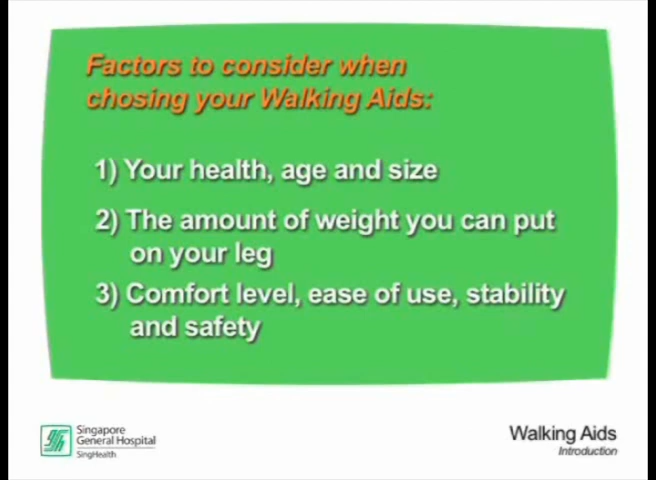 Factors to consider when
chosing your Walking Aids:
1) Your health, age and size
2) The amount of weight you can put
on your leg
3) Comfort level, ease of use, stability
and safety
Singapore
General Hospital
SingHealth
Walking Aids
Introduction